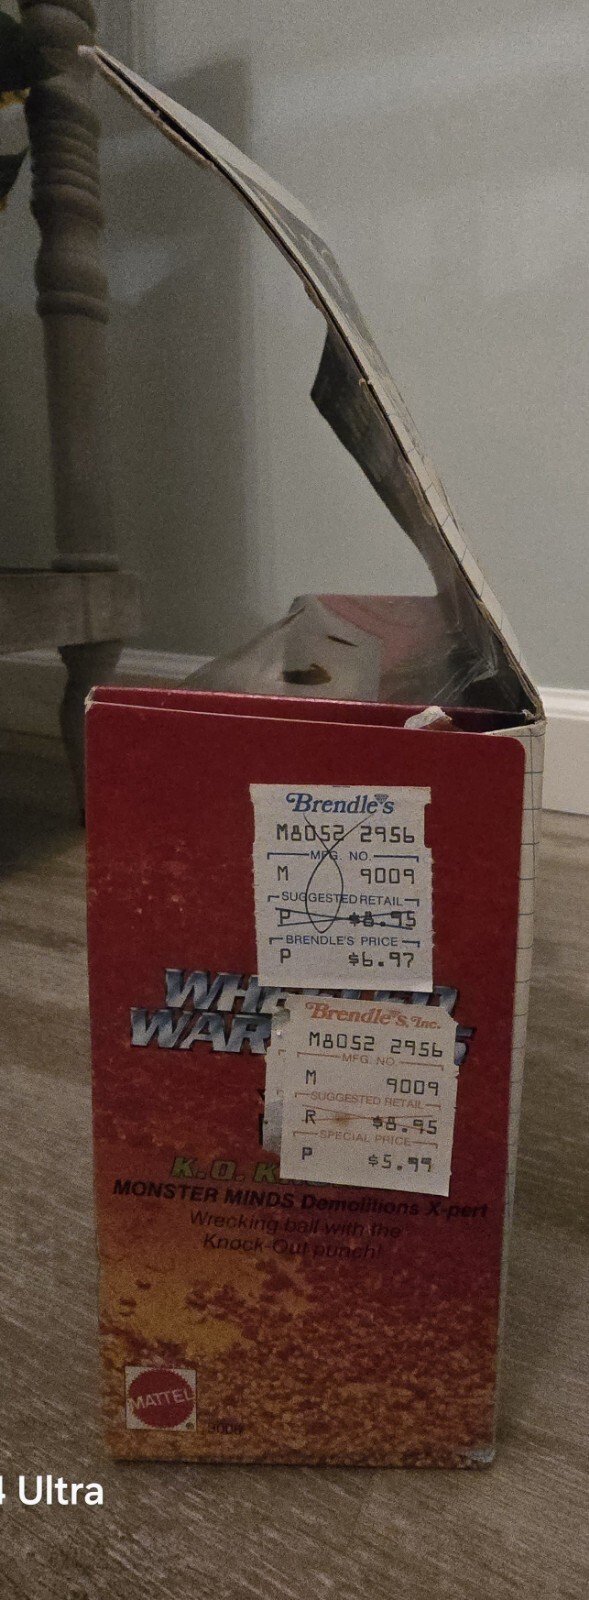 Brendle's
M8052 2956
MFG. NO.
M 9009
SUGGESTED RETAIL
P $8.95
BRENDLE'S PRICE
P $6.97
WHEELED
WARRIORS
Brendle's, Inc.
M8052 2956
MFG. NO.
M 9009
SUGGESTED RETAIL
R $8.95
SPECIAL PRICE
P $5.99
K.O.
MONSTER MINDS Demolitions X-pert
Wrecking ball with the
Knock-Out punch!
MATTEL
®
4 Ultra